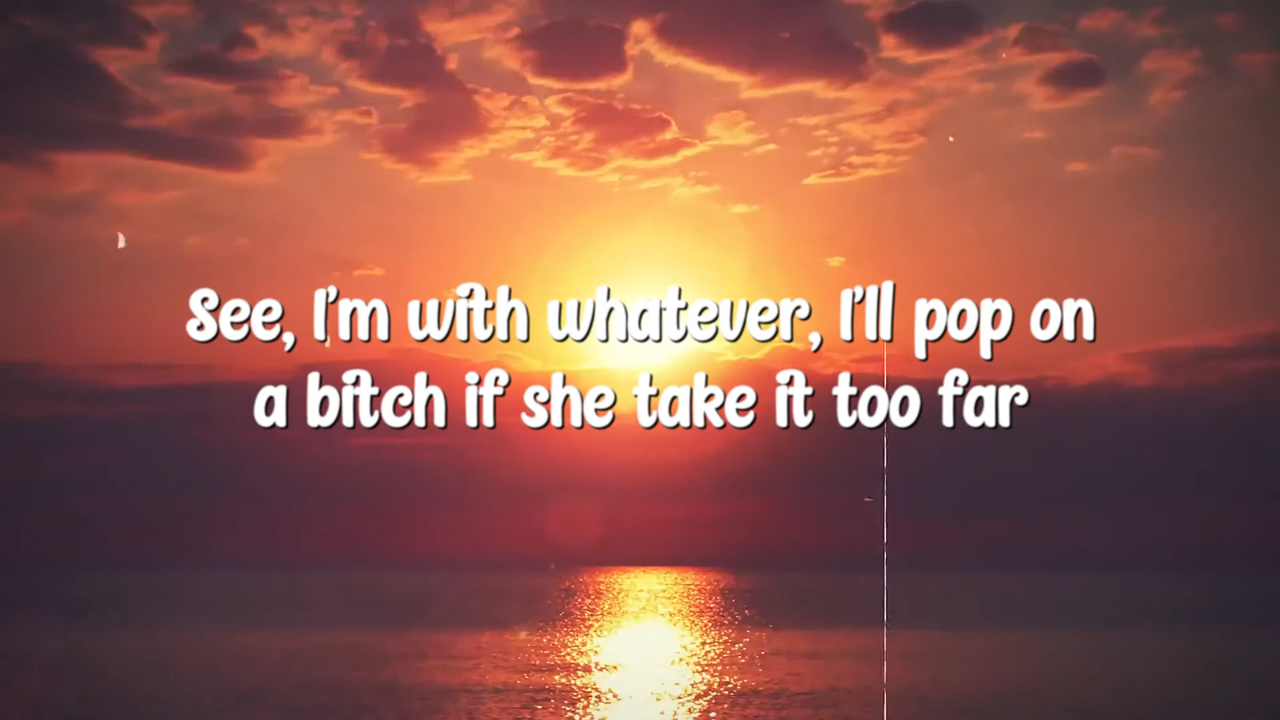 See, I'm with whatever, I'll pop on
a bitch if she take it too far